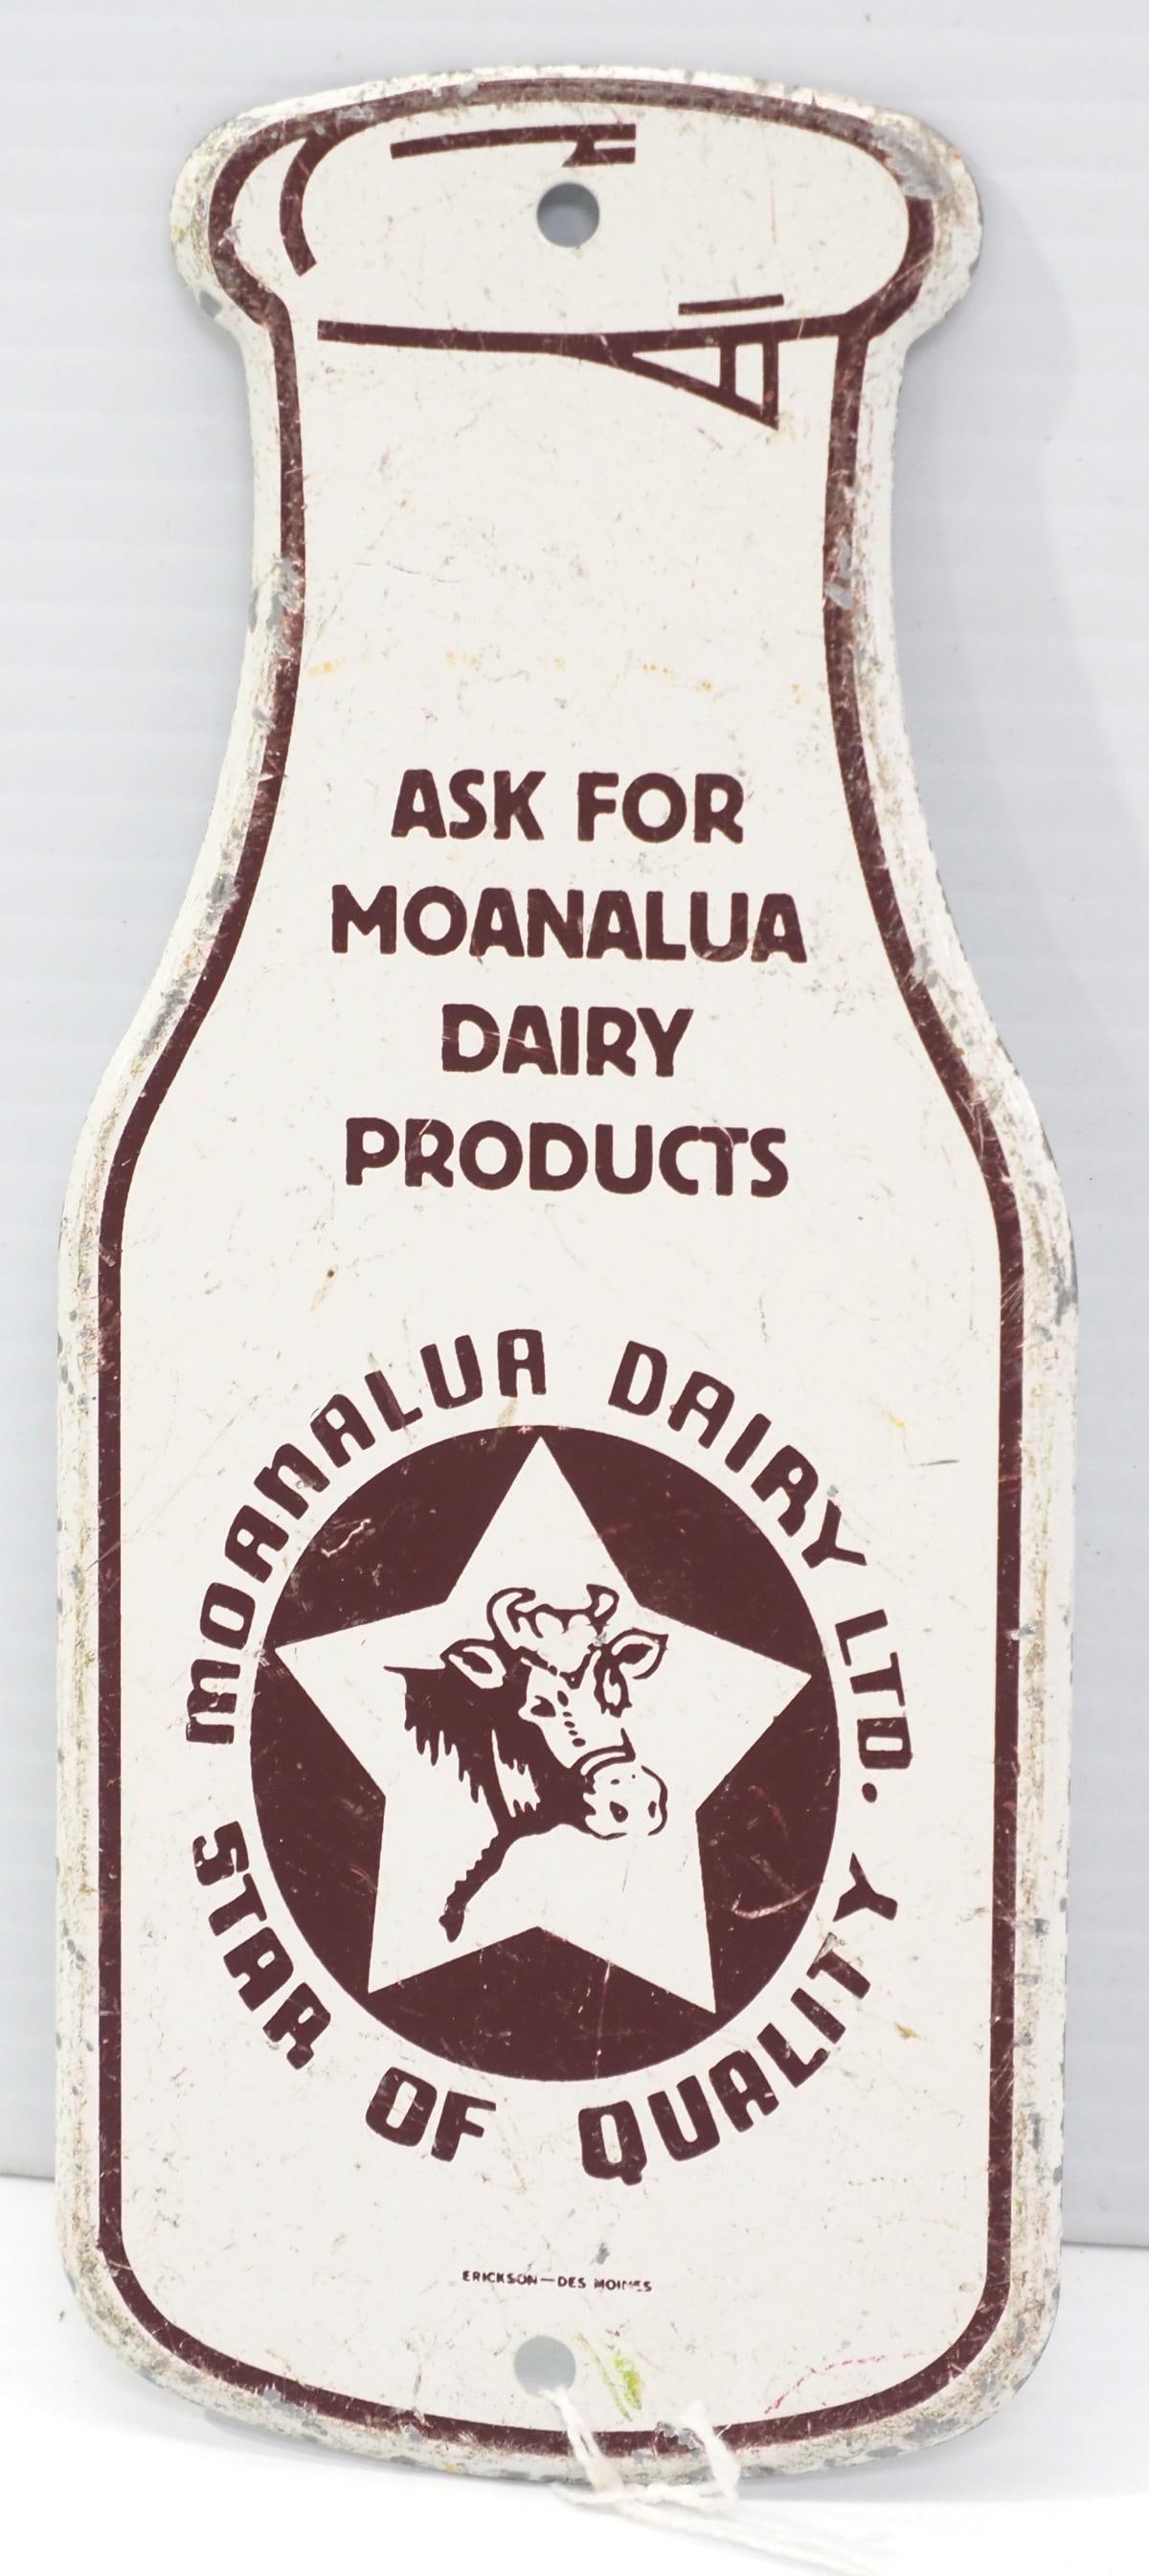 ASK FOR
MOANALUA
DAIRY
PRODUCTS
MOANALUA DAIRY LTD.
STAR OF QUALITY
ERICKSON—DES MOINES